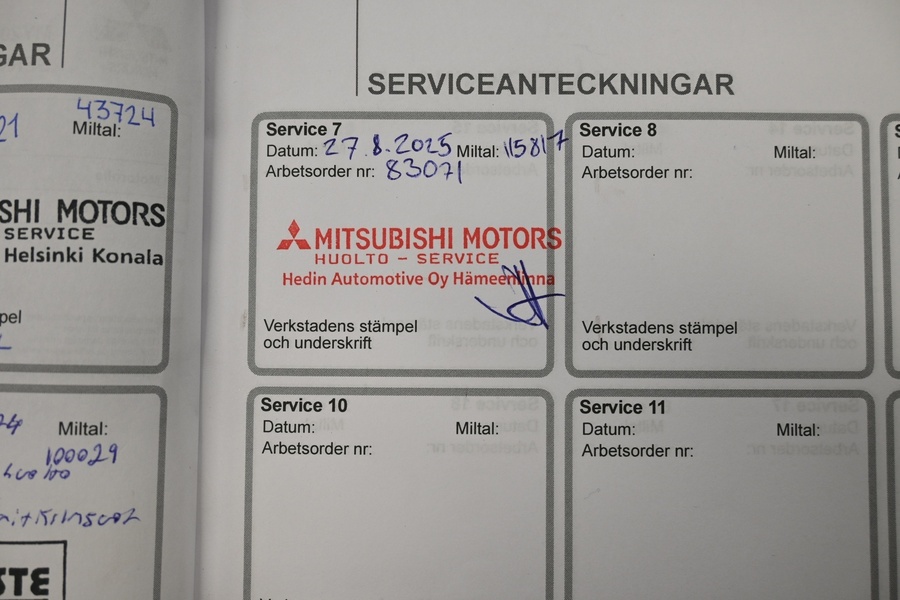 GAR
21
43724
Miltal:
SHI MOTORS
SERVICE
Helsinki Konala
pel
24 Miltal:
100029
STE
SERVICEANTECKNINGAR
Service 7
Datum: 27.8.2025 Miltal: 115817
Arbetsorder nr: 83071
MITSUBISHI MOTORS
HUOLTO - SERVICE
Hedin Automotive Oy Hämeenlinna
Verkstadens stämpel
och underskrift
Service 8
Datum: Miltal:
Arbetsorder nr:
Verkstadens stämpel
och underskrift
Service 10
Datum: Miltal:
Arbetsorder nr:
Service 11
Datum: Miltal:
Arbetsorder nr: